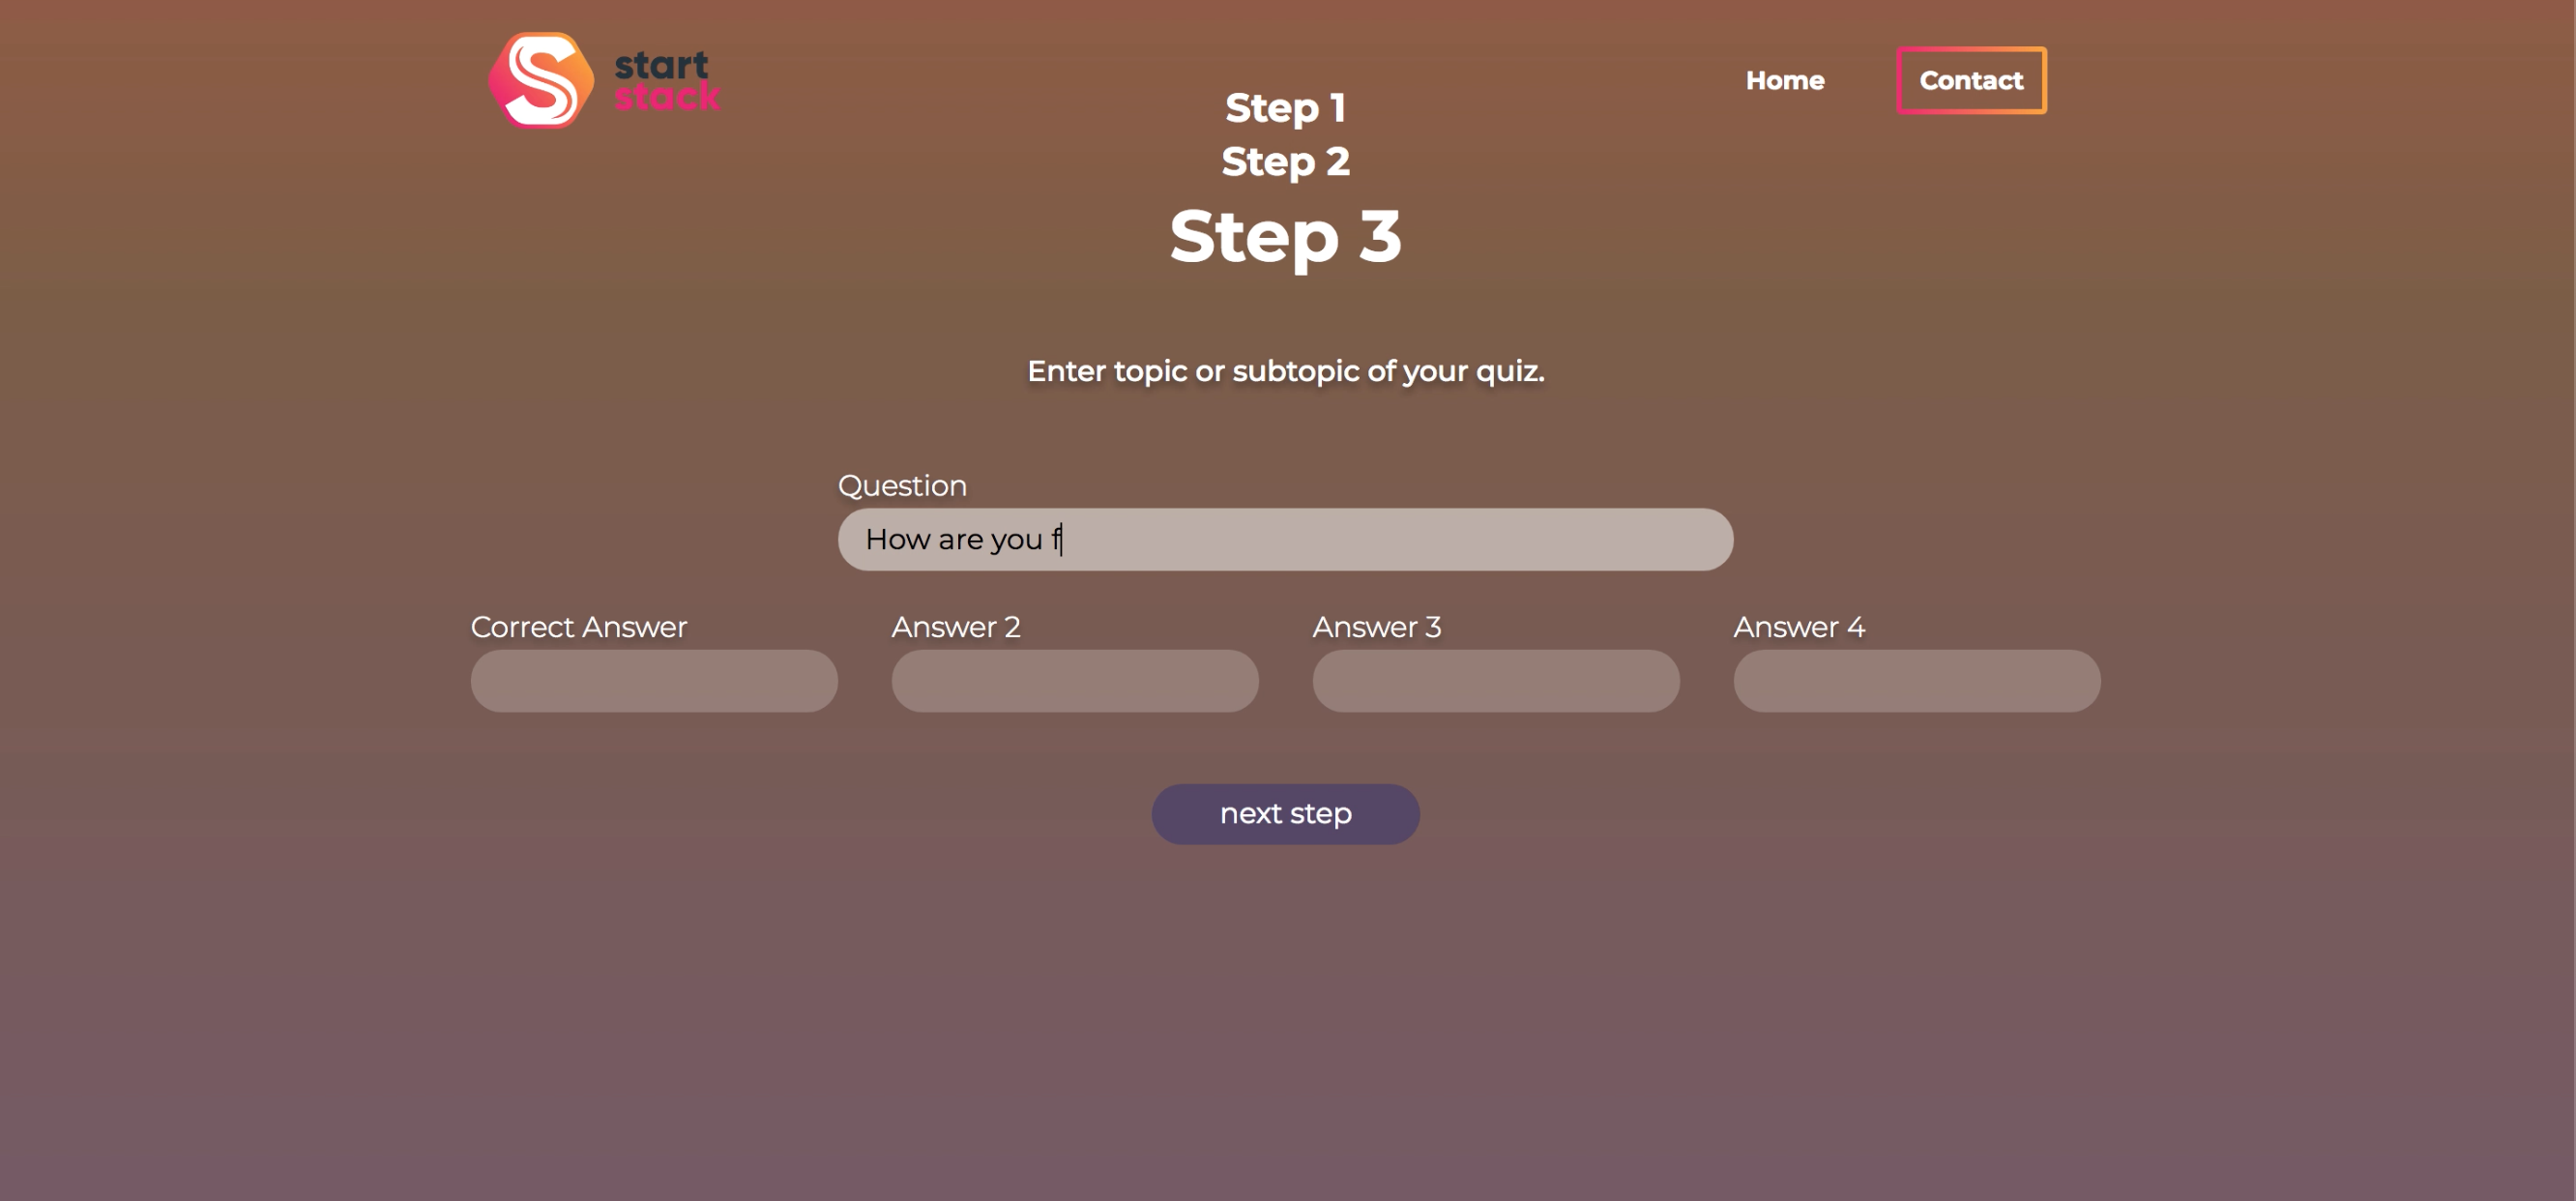 start
stack
Home
Contact
Step 1
Step 2
Step 3
Enter topic or subtopic of your quiz.
Question
How are you f
Correct Answer
Answer 2
Answer 3
Answer 4
next step